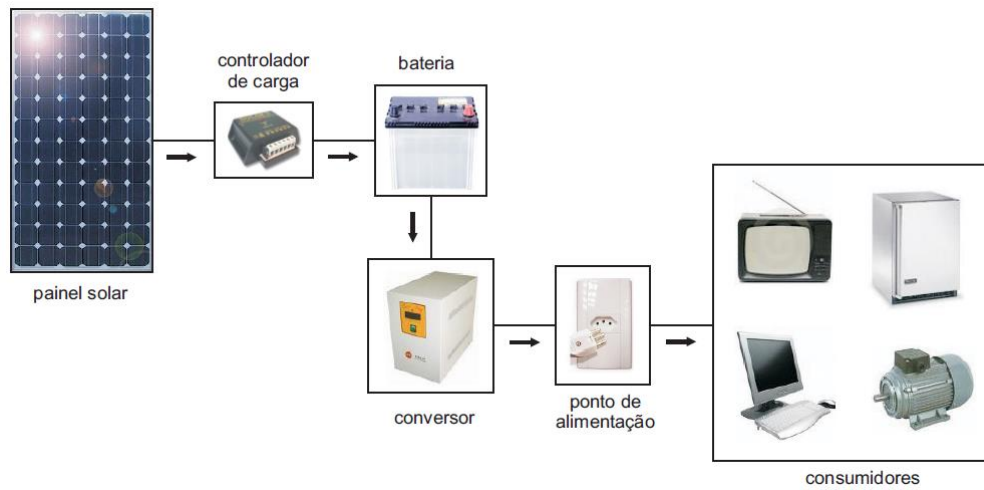 controlador
de carga
bateria
painel solar
conversor
ponto de
alimentação
consumidores